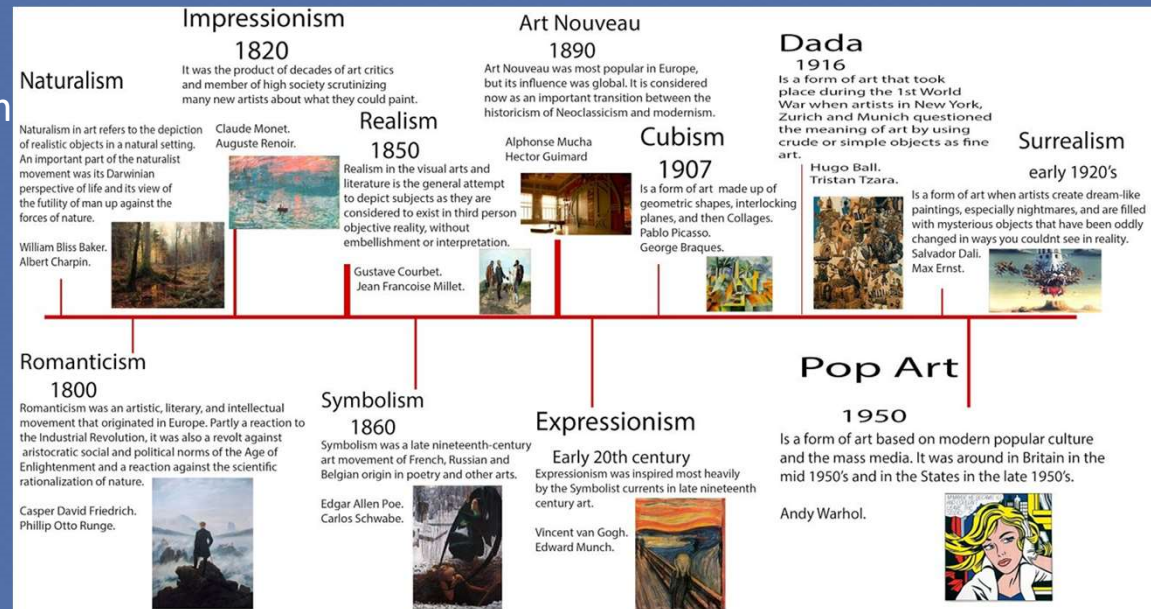 n
Naturalism
Naturalism in art refers to the depiction
of realistic objects in a natural setting.
An important part of the naturalist
movement was its Darwinian
perspective of life and its view of
the futility of man up against the
forces of nature.
William Bliss Baker.
Albert Charpin.
Impressionism
1820
It was the product of decades of art critics
and member of high society scrutinizing
many new artists about what they could paint.
Claude Monet.
Auguste Renoir.
Realism
1850
Realism in the visual arts and
literature is the general attempt
to depict subjects as they are
considered to exist in third person
objective reality, without
embellishment or interpretation.
Gustave Courbet.
Jean Francoise Millet.
Art Nouveau
1890
Art Nouveau was most popular in Europe,
but its influence was global. It is considered
now as an important transition between the
historicism of Neoclassicism and modernism.
Alphonse Mucha
Hector Guimard
Cubism
1907
Is a form of art made up of
geometric shapes, interlocking
planes, and then Collages.
Pablo Picasso.
George Braques.
Dada
1916
Is a form of art that took
place during the 1st World
War when artists in New York,
Zurich and Munich questioned
the meaning of art by using
crude or simple objects as fine
art.
Hugo Ball.
Tristan Tzara.
Surrealism
early 1920's
Is a form of art when artists create dream-like
paintings, especially nightmares, and are filled
with mysterious objects that have been oddly
changed in ways you couldnt see in reality.
Salvador Dali.
Max Ernst.
Romanticism
1800
Romanticism was an artistic, literary, and intellectual
movement that originated in Europe. Partly a reaction to
the Industrial Revolution, it was also a revolt against
aristocratic social and political norms of the Age of
Enlightenment and a reaction against the scientific
rationalization of nature.
Casper David Friedrich.
Phillip Otto Runge.
Symbolism
1860
Symbolism was a late nineteenth-century
art movement of French, Russian and
Belgian origin in poetry and other arts.
Edgar Allen Poe.
Carlos Schwabe.
Expressionism
Early 20th century
Expressionism was inspired most heavily
by the Symbolist currents in late nineteenth
century art.
Vincent van Gogh.
Edward Munch.
Pop Art
1950
Is a form of art based on modern popular culture
and the mass media. It was around in Britain in the
mid 1950's and in the States in the late 1950's.
Andy Warhol.